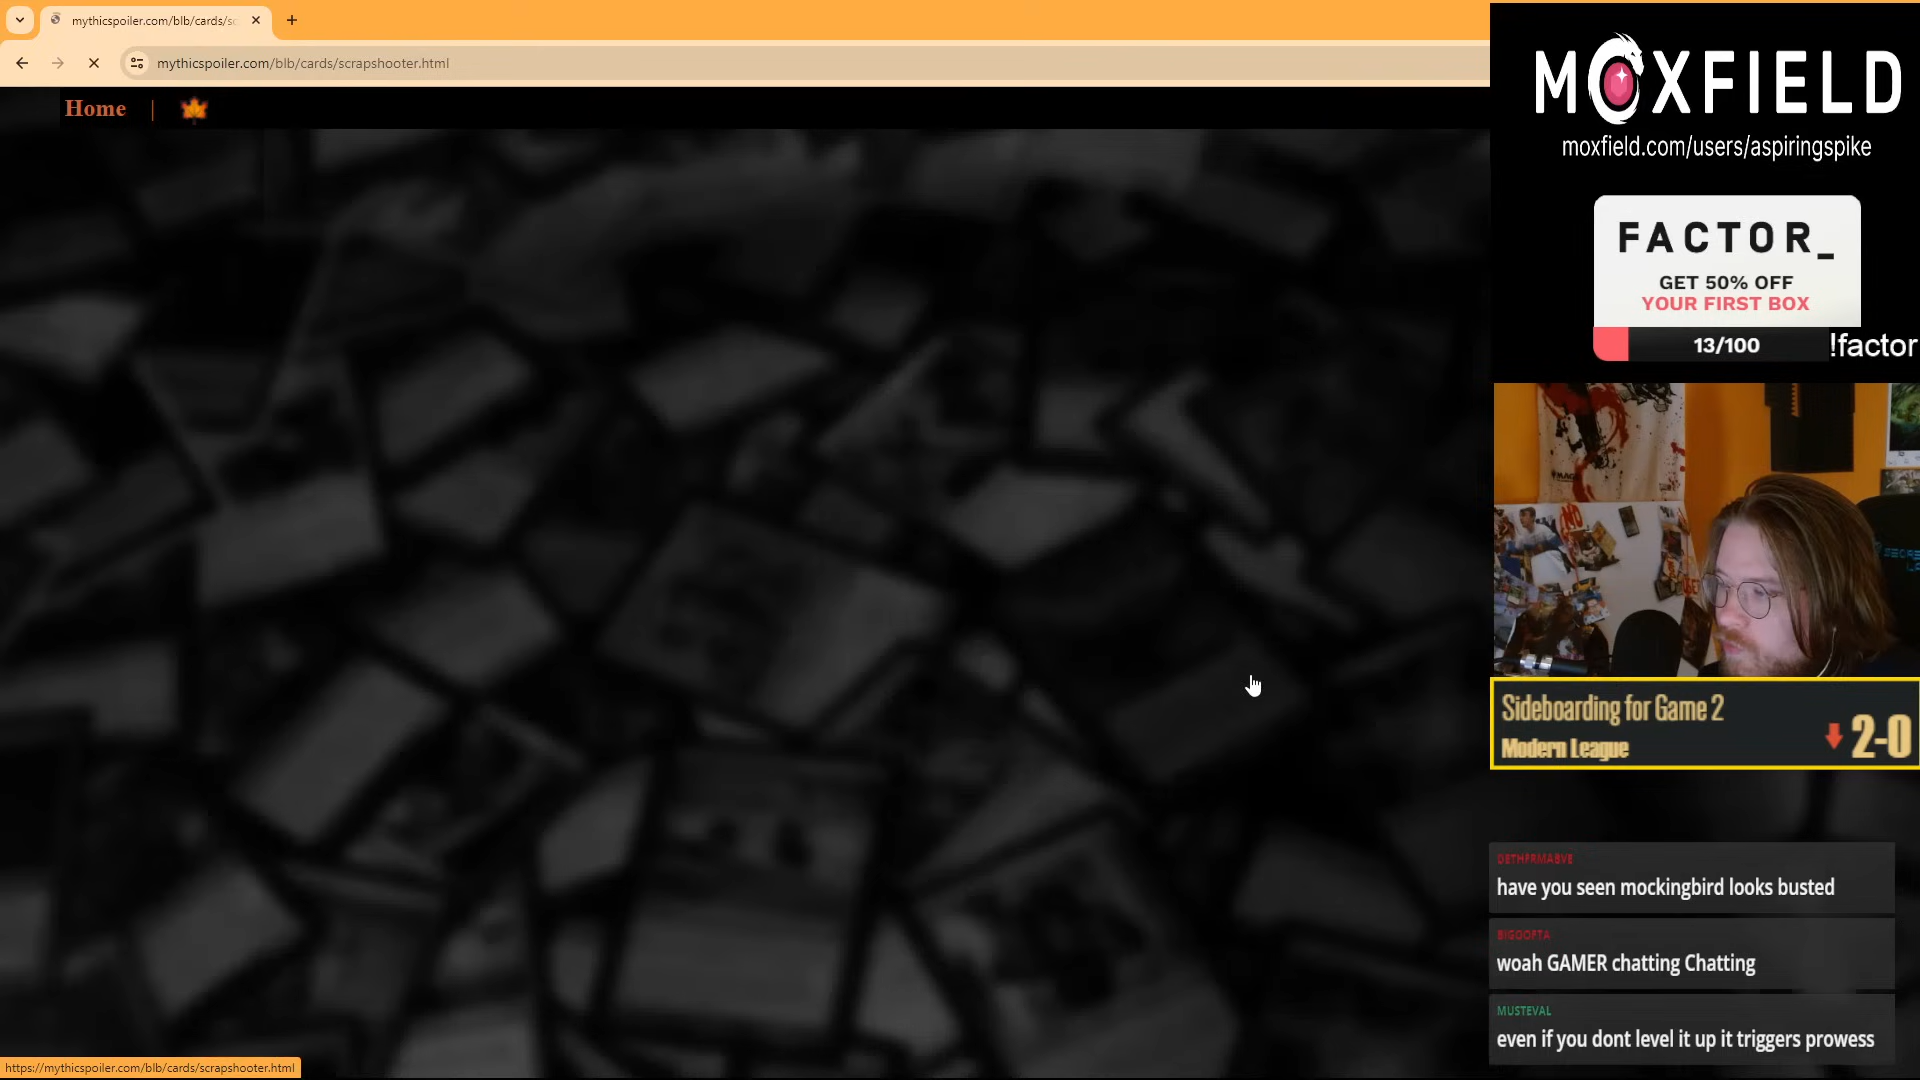 mythicspoiler.com/blb/cards/sc
mythicspoiler.com/blb/cards/scrapshooter.html
Home |
MOXFIELD
moxfield.com/users/aspiringspike
FACTOR_
GET 50% OFF
YOUR FIRST BOX
13/100
!factor
Sideboarding for Game 2
Modern League
2-0
DETHFRMABVE
have you seen mockingbird looks busted
BIGOOFTA
woah GAMER chatting Chatting
MUSTEVAL
even if you dont level it up it triggers prowess
https://mythicspoiler.com/blb/cards/scrapshooter.html